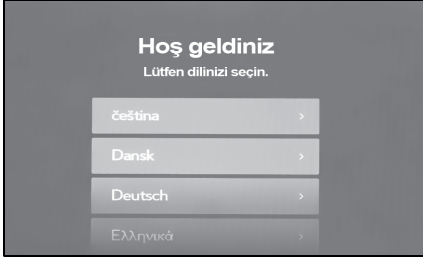 Hoş geldiniz
Lütfen dilinizi seçin.
čeština
Dansk
Deutsch
Ελληνικά